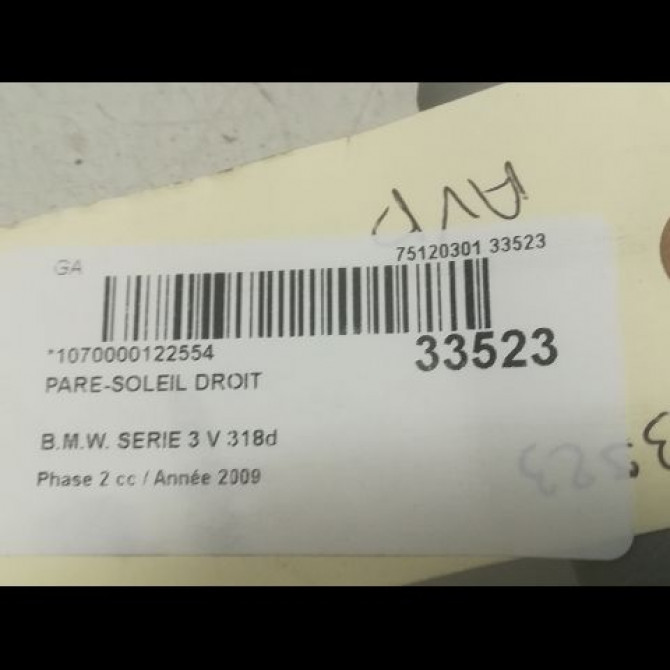 AVD
GA
75120301 33523
*1070000122554
33523
PARE-SOLEIL DROIT
B.M.W. SERIE 3 V 318d
Phase 2 cc / Année 2009